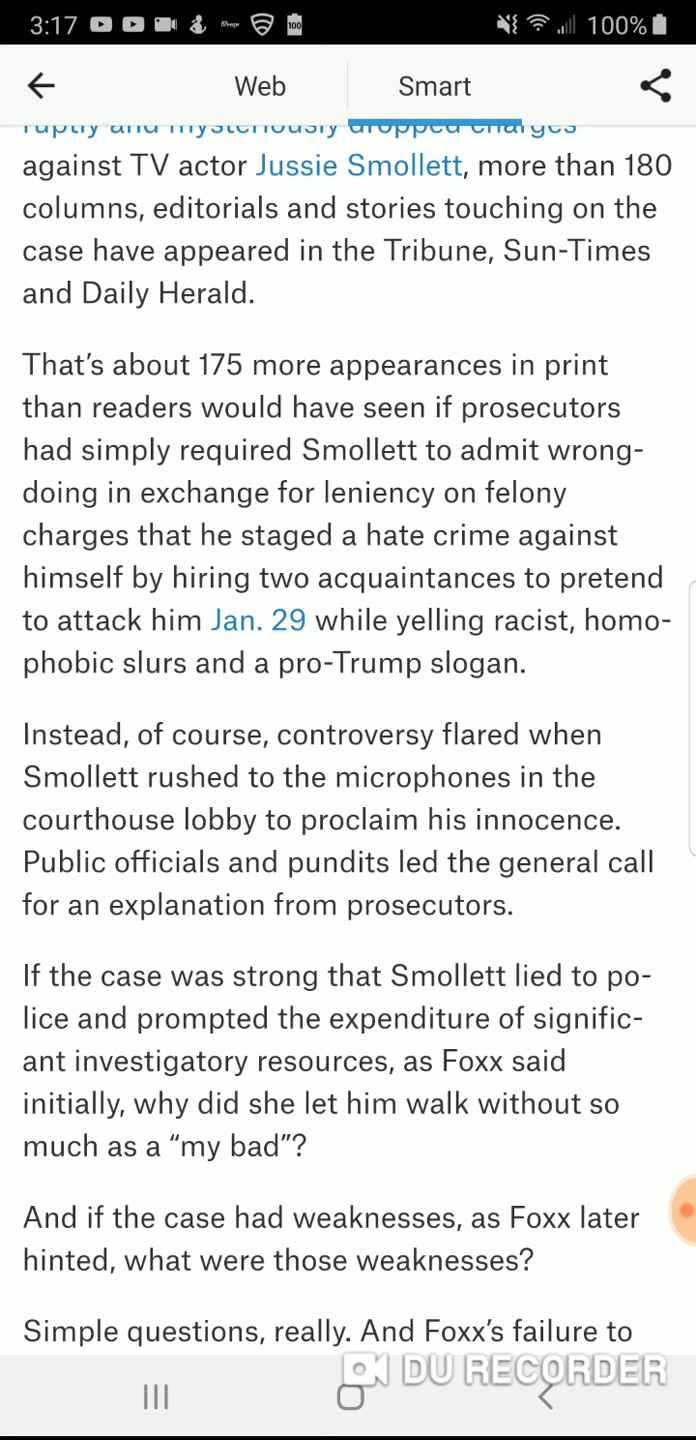 3:17
100
100%
Web
Smart
ruptly and mysteriously dropped charges
against TV actor Jussie Smollett, more than 180
columns, editorials and stories touching on the
case have appeared in the Tribune, Sun-Times
and Daily Herald.
That’s about 175 more appearances in print
than readers would have seen if prosecutors
had simply required Smollett to admit wrong-
doing in exchange for leniency on felony
charges that he staged a hate crime against
himself by hiring two acquaintances to pretend
to attack him Jan. 29 while yelling racist, homo-
phobic slurs and a pro-Trump slogan.
Instead, of course, controversy flared when
Smollett rushed to the microphones in the
courthouse lobby to proclaim his innocence.
Public officials and pundits led the general call
for an explanation from prosecutors.
If the case was strong that Smollett lied to po-
lice and prompted the expenditure of signific-
ant investigatory resources, as Foxx said
initially, why did she let him walk without so
much as a “my bad”?
And if the case had weaknesses, as Foxx later
hinted, what were those weaknesses?
Simple questions, really. And Foxx’s failure to
DU RECORDER